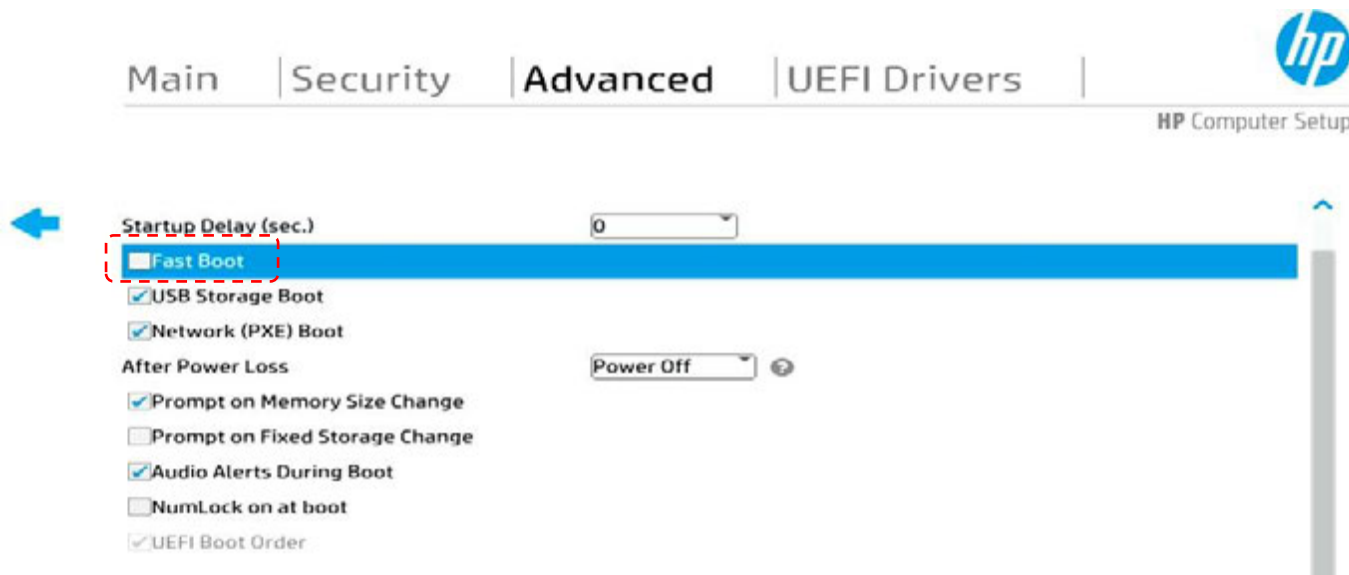 hp
Main Security Advanced UEFI Drivers
HP Computer Setup
Startup Delay (sec.) 0
Fast Boot
USB Storage Boot
Network (PXE) Boot
After Power Loss Power Off ?
Prompt on Memory Size Change
Prompt on Fixed Storage Change
Audio Alerts During Boot
NumLock on at boot
UEFI Boot Order